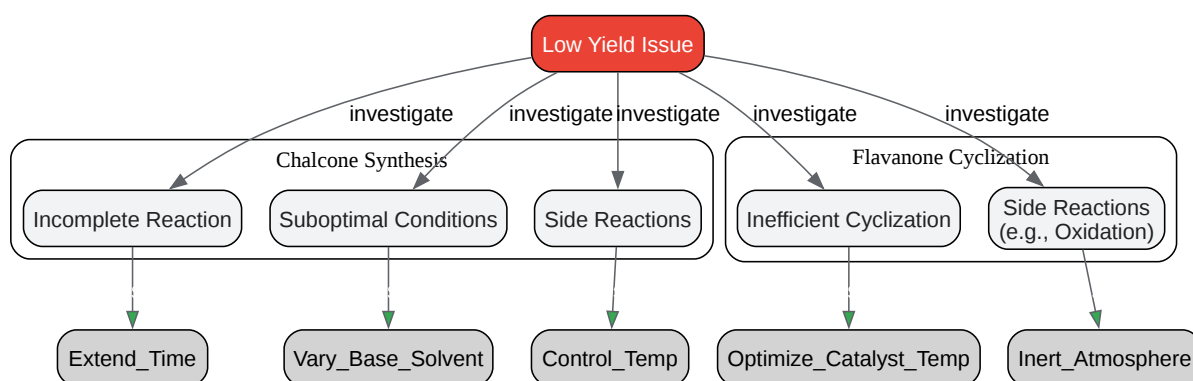 Low Yield Issue
investigate
investigate
investigate
investigate
investigate
Chalcone Synthesis
Flavanone Cyclization
Incomplete Reaction
Suboptimal Conditions
Side Reactions
Inefficient Cyclization
Side Reactions
(e.g., Oxidation)
Extend_Time
Vary_Base_Solvent
Control_Temp
Optimize_Catalyst_Temp
Inert_Atmosphere